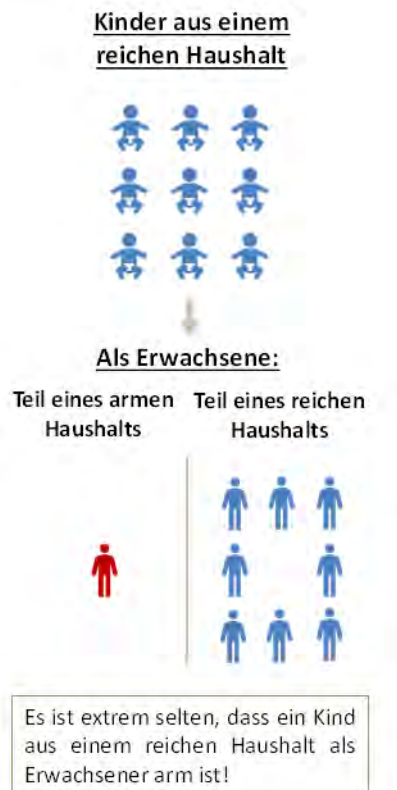 Kinder aus einem
reichen Haushalt
Als Erwachsene:
Teil eines armen
Haushalts
Teil eines reichen
Haushalts
Es ist extrem selten, dass ein Kind
aus einem reichen Haushalt als
Erwachsener arm ist!